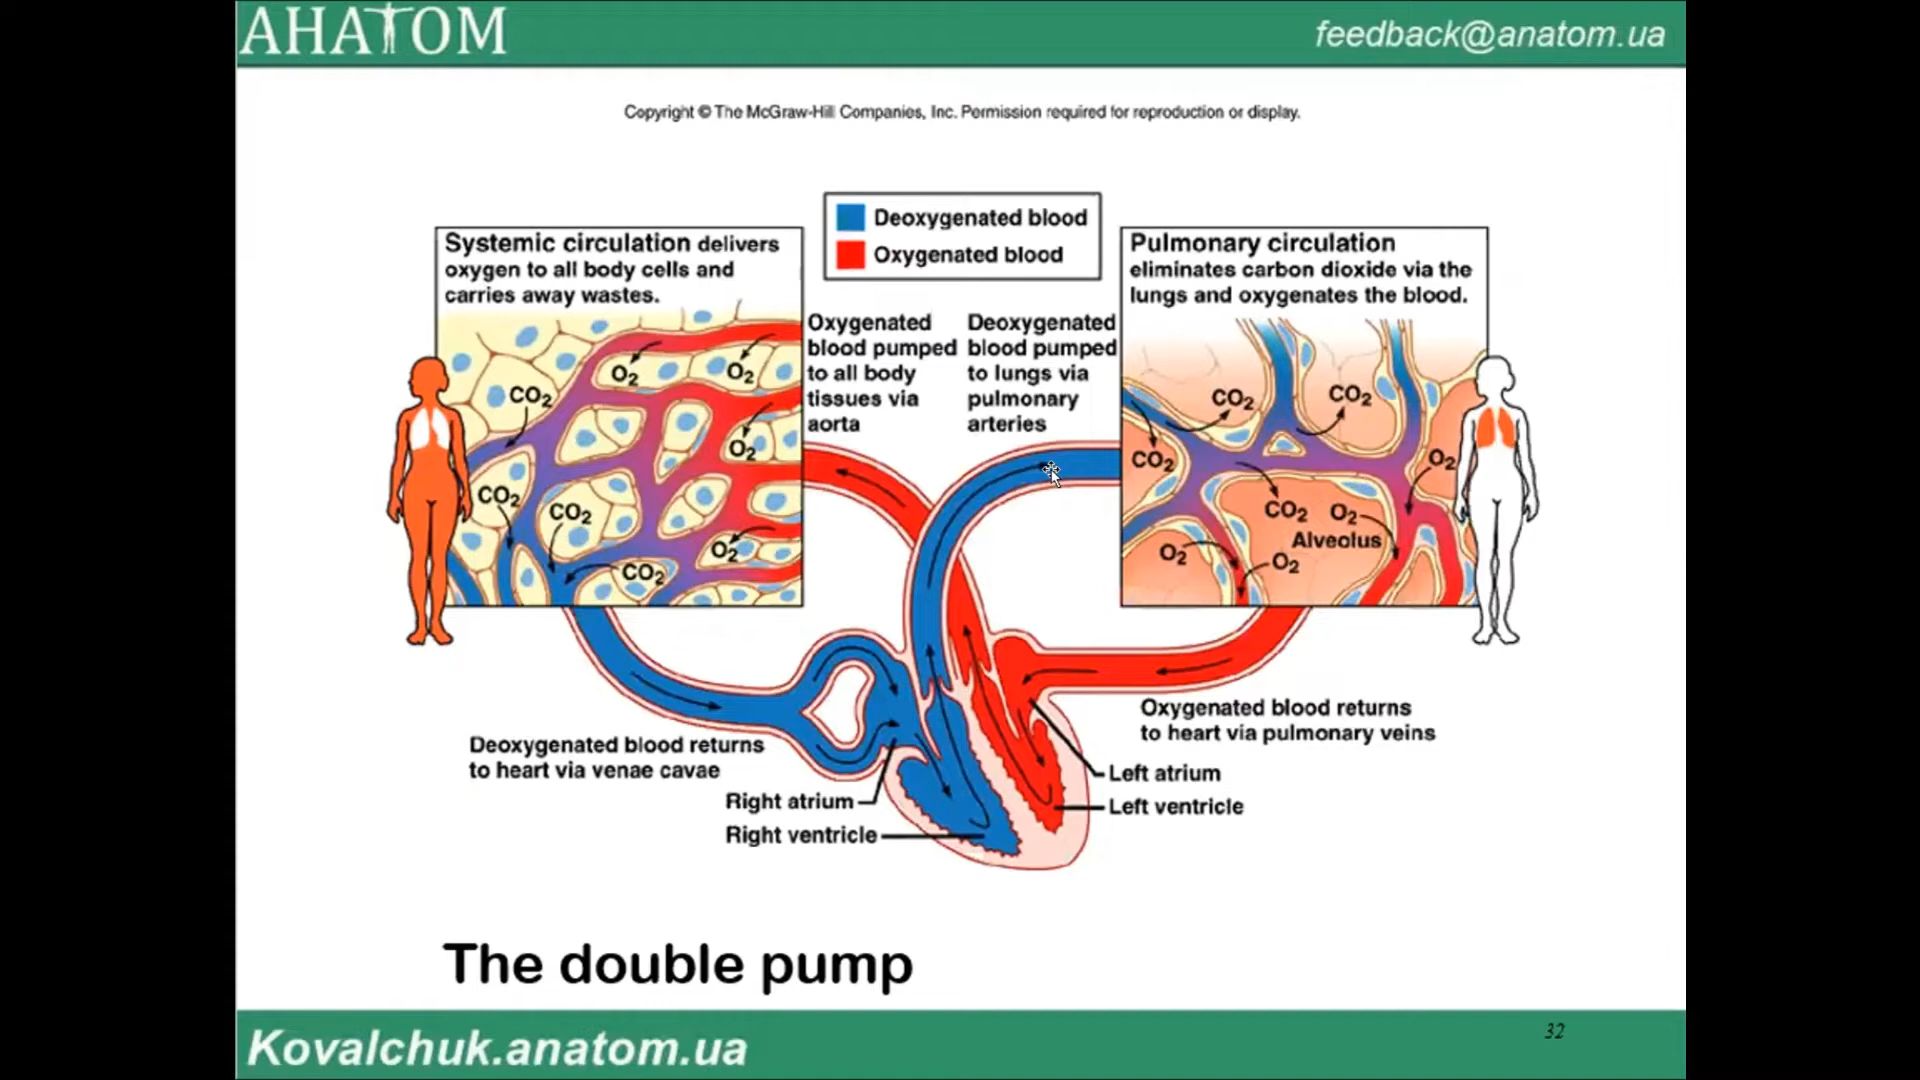 АНАТОМ
feedback@anatom.ua
Copyright © The McGraw-Hill Companies, Inc. Permission required for reproduction or display.
Deoxygenated blood
Oxygenated blood
Systemic circulation delivers
oxygen to all body cells and
carries away wastes.
O2
O2
CO2
O2
CO2
CO2
O2
CO2
Oxygenated
blood pumped
to all body
tissues via
aorta
Deoxygenated
blood pumped
to lungs via
pulmonary
arteries
Pulmonary circulation
eliminates carbon dioxide via the
lungs and oxygenates the blood.
CO2
CO2
CO2
O2
CO2
O2
Alveolus
O2
O2
Deoxygenated blood returns
to heart via venae cavae
Right atrium
Right ventricle
Oxygenated blood returns
to heart via pulmonary veins
Left atrium
Left ventricle
The double pump
Kovalchuk.anatom.ua
32